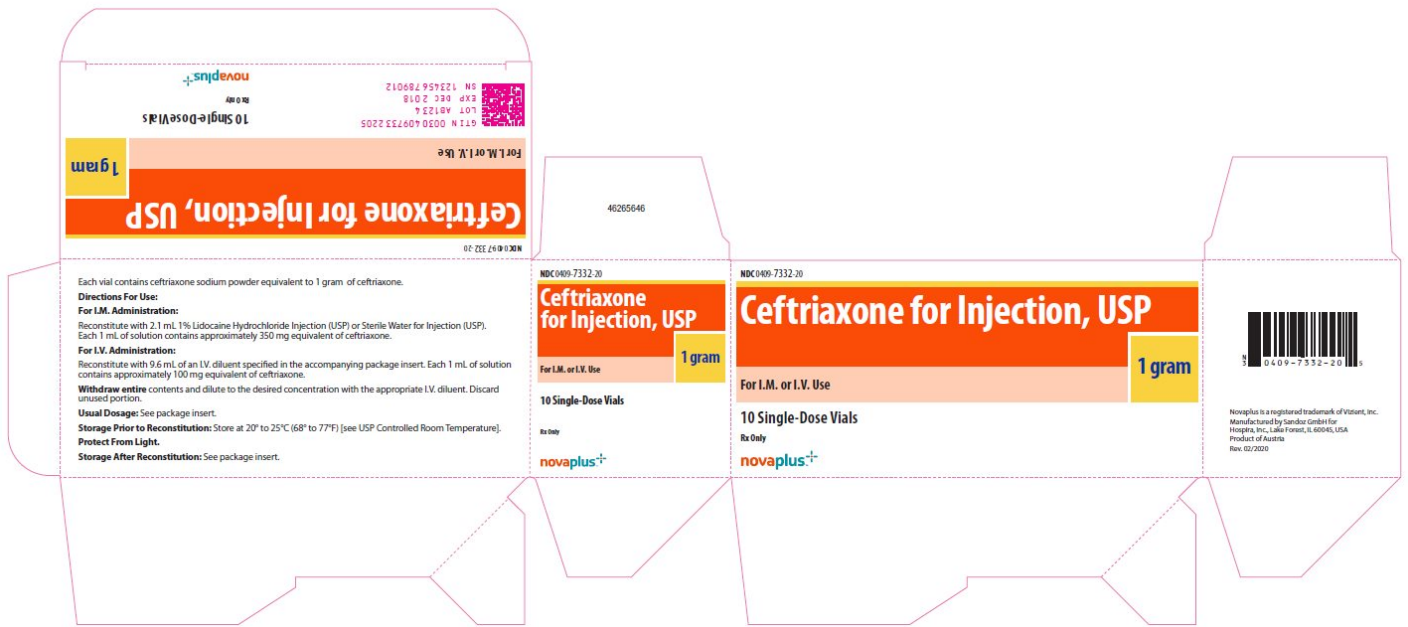 novaplus
Rx Only
10 Single-Dose Vials
GTIN 00304097332205
LOT AB1234
EXP DEC 2018
SN 123456789012
For I.M. or I.V. Use
1 gram
Ceftriaxone for Injection, USP
NDC 0409-7332-20
Each vial contains ceftriaxone sodium powder equivalent to 1 gram of ceftriaxone.
Directions For Use:
For I.M. Administration:
Reconstitute with 2.1 mL 1% Lidocaine Hydrochloride Injection (USP) or Sterile Water for Injection (USP).
Each 1 mL of solution contains approximately 350 mg equivalent of ceftriaxone.
For I.V. Administration:
Reconstitute with 9.6 mL of an I.V. diluent specified in the accompanying package insert. Each 1 mL of solution
contains approximately 100 mg equivalent of ceftriaxone.
Withdraw entire contents and dilute to the desired concentration with the appropriate I.V. diluent. Discard
unused portion.
Usual Dosage: See package insert.
Storage Prior to Reconstitution: Store at 20° to 25°C (68° to 77°F) [see USP Controlled Room Temperature].
Protect From Light.
Storage After Reconstitution: See package insert.
46265646
NDC 0409-7332-20
Ceftriaxone
for Injection, USP
1 gram
For I.M. or I.V. Use
10 Single-Dose Vials
Rx Only
novaplus
NDC 0409-7332-20
Ceftriaxone for Injection, USP
1 gram
For I.M. or I.V. Use
10 Single-Dose Vials
Rx Only
novaplus
N
3 0409-7332-20 5
Novaplus is a registered trademark of Vizient, Inc.
Manufactured by Sandoz GmbH for
Hospira, Inc., Lake Forest, IL 60045, USA
Product of Austria
Rev. 02/2020